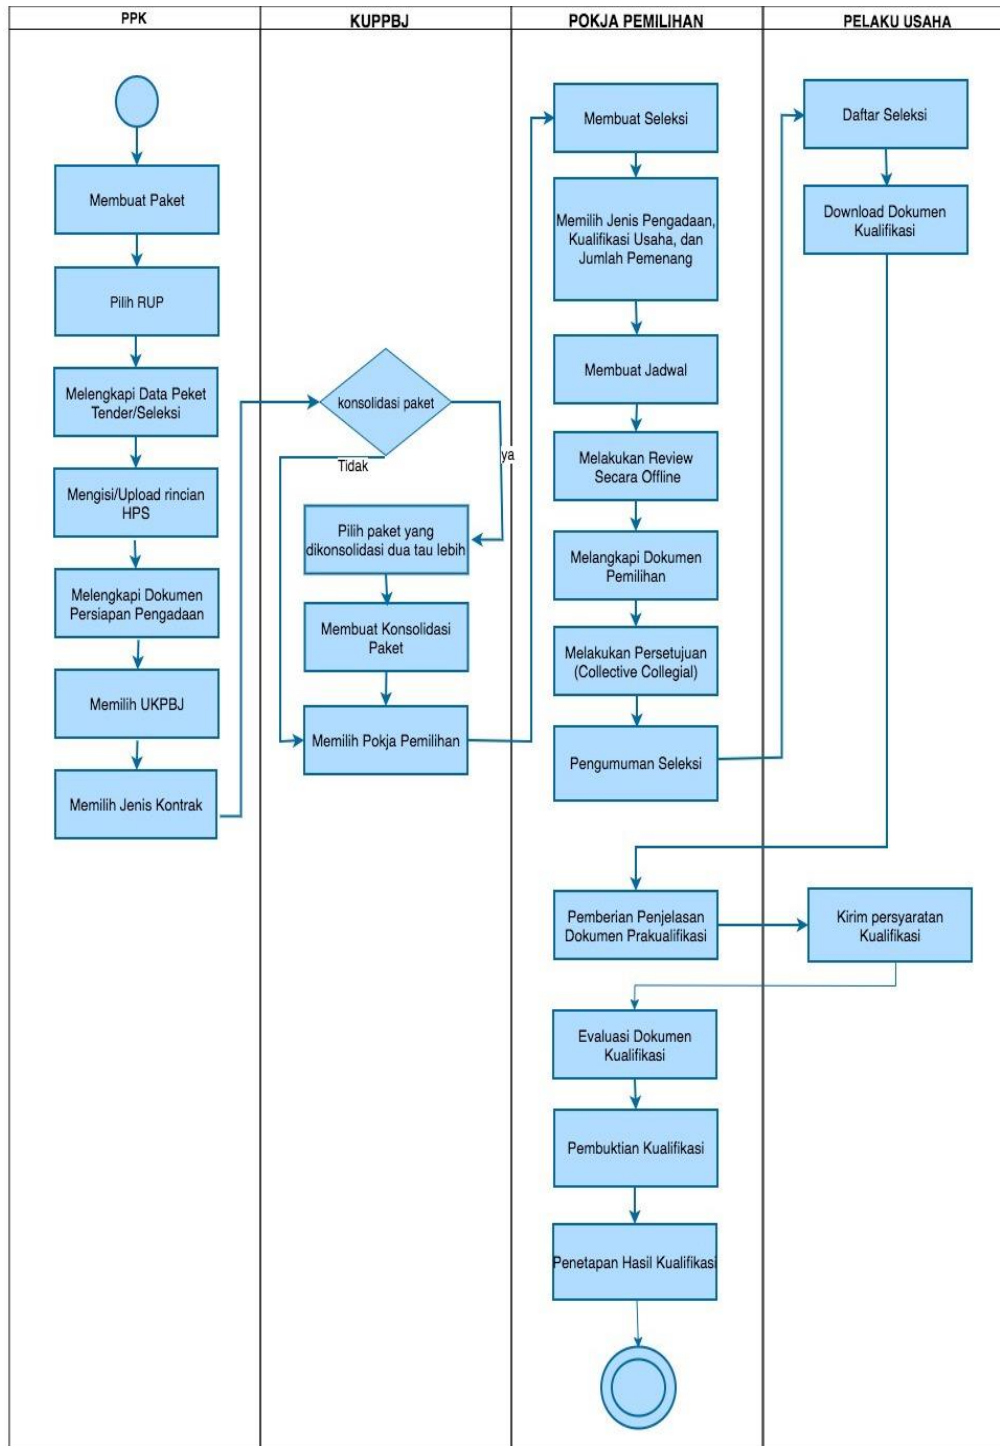 PPK
KUPPBJ
POKJA PEMILIHAN
PELAKU USAHA
Membuat Paket
Pilih RUP
Melengkapi Data Peket
Tender/Seleksi
Mengisi/Upload rincian
HPS
Melengkapi Dokumen
Persiapan Pengadaan
Memilih UKPBJ
Memilih Jenis Kontrak
konsolidasi paket
Tidak
ya
Pilih paket yang
dikonsolidasi dua tau lebih
Membuat Konsolidasi
Paket
Memilih Pokja Pemilihan
Membuat Seleksi
Memilih Jenis Pengadaan,
Kualifikasi Usaha, dan
Jumlah Pemenang
Membuat Jadwal
Melakukan Review
Secara Offline
Melangkapi Dokumen
Pemilihan
Melakukan Persetujuan
(Collective Collegial)
Pengumuman Seleksi
Daftar Seleksi
Download Dokumen
Kualifikasi
Pemberian Penjelasan
Dokumen Prakualifikasi
Kirim persyaratan
Kualifikasi
Evaluasi Dokumen
Kualifikasi
Pembuktian Kualifikasi
Penetapan Hasil Kualifikasi